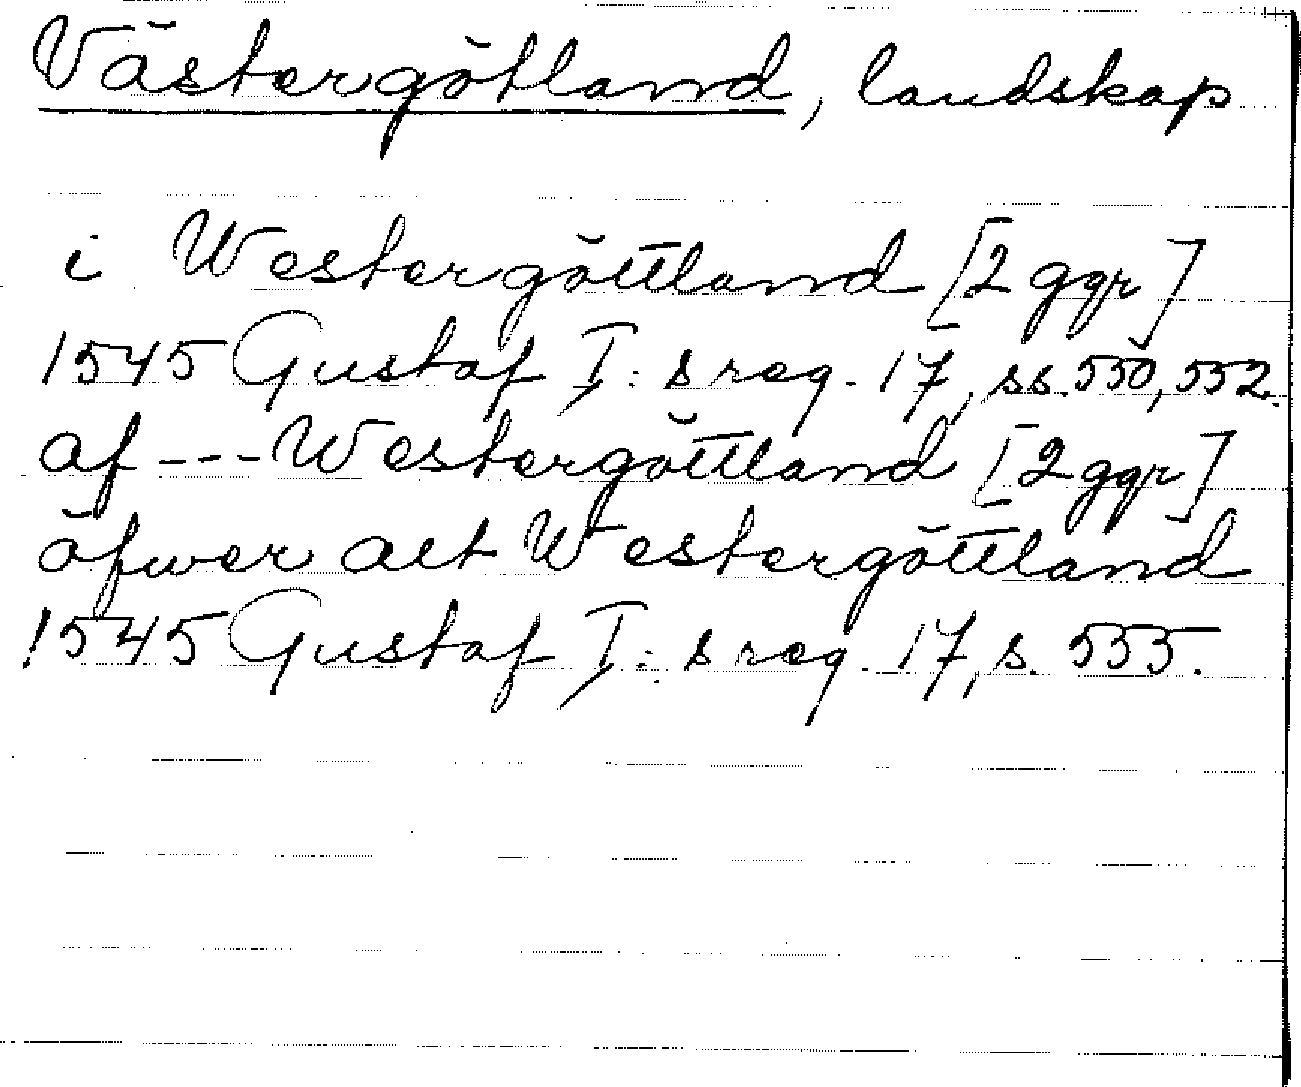 Västergötland, landskap
i Westergöttland [2 ggr]
1545 Gustaf I:s reg. 17, ss. 550, 552.
af --- Westergöttland [2 ggr]
öfwer alt Westergöttland
1545 Gustaf I:s reg. 17, s. 555.